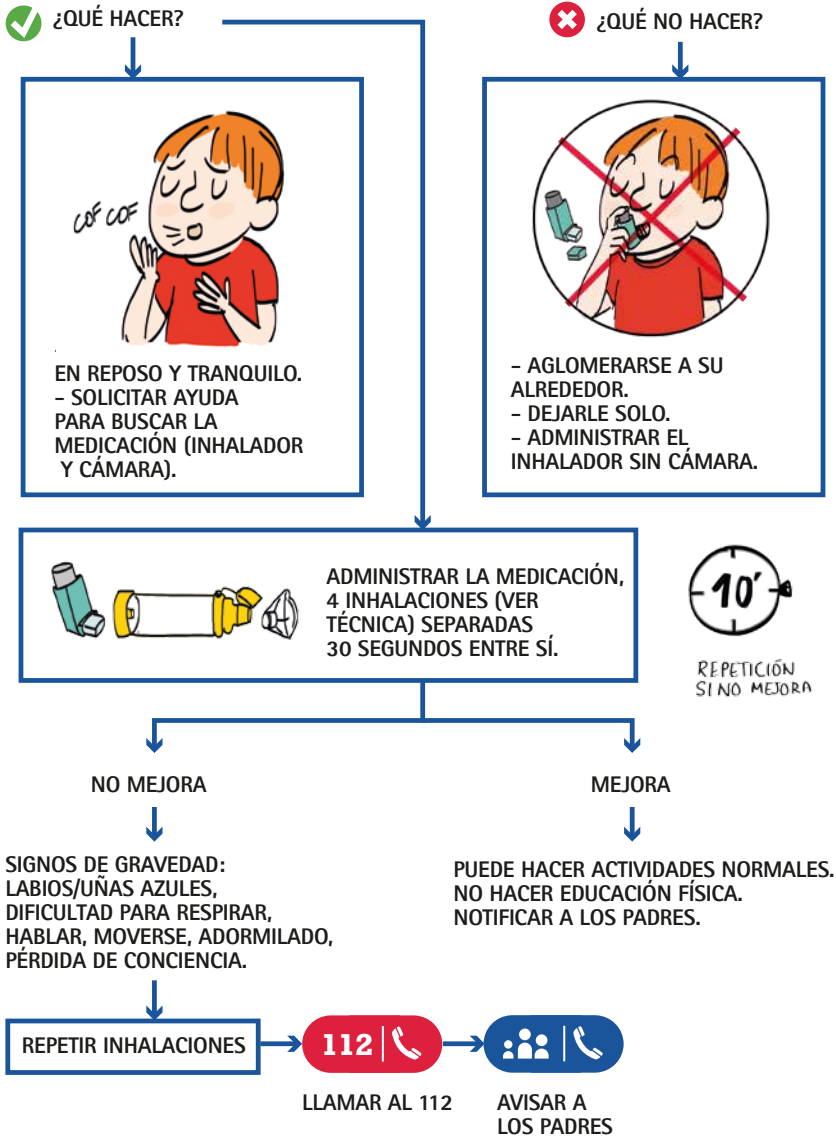 ¿QUÉ HACER?
COF COF
EN REPOSO Y TRANQUILO.
– SOLICITAR AYUDA
PARA BUSCAR LA
MEDICACIÓN (INHALADOR
Y CÁMARA).
¿QUÉ NO HACER?
– AGLOMERARSE A SU
ALREDEDOR.
– DEJARLE SOLO.
– ADMINISTRAR EL
INHALADOR SIN CÁMARA.
ADMINISTRAR LA MEDICACIÓN,
4 INHALACIONES (VER
TÉCNICA) SEPARADAS
30 SEGUNDOS ENTRE SÍ.
10'
REPETICIÓN
SI NO MEJORA
NO MEJORA
SIGNOS DE GRAVEDAD:
LABIOS/UÑAS AZULES,
DIFICULTAD PARA RESPIRAR,
HABLAR, MOVERSE, ADORMILADO,
PÉRDIDA DE CONCIENCIA.
MEJORA
PUEDE HACER ACTIVIDADES NORMALES.
NO HACER EDUCACIÓN FÍSICA.
NOTIFICAR A LOS PADRES.
REPETIR INHALACIONES
112
LLAMAR AL 112
AVISAR A
LOS PADRES